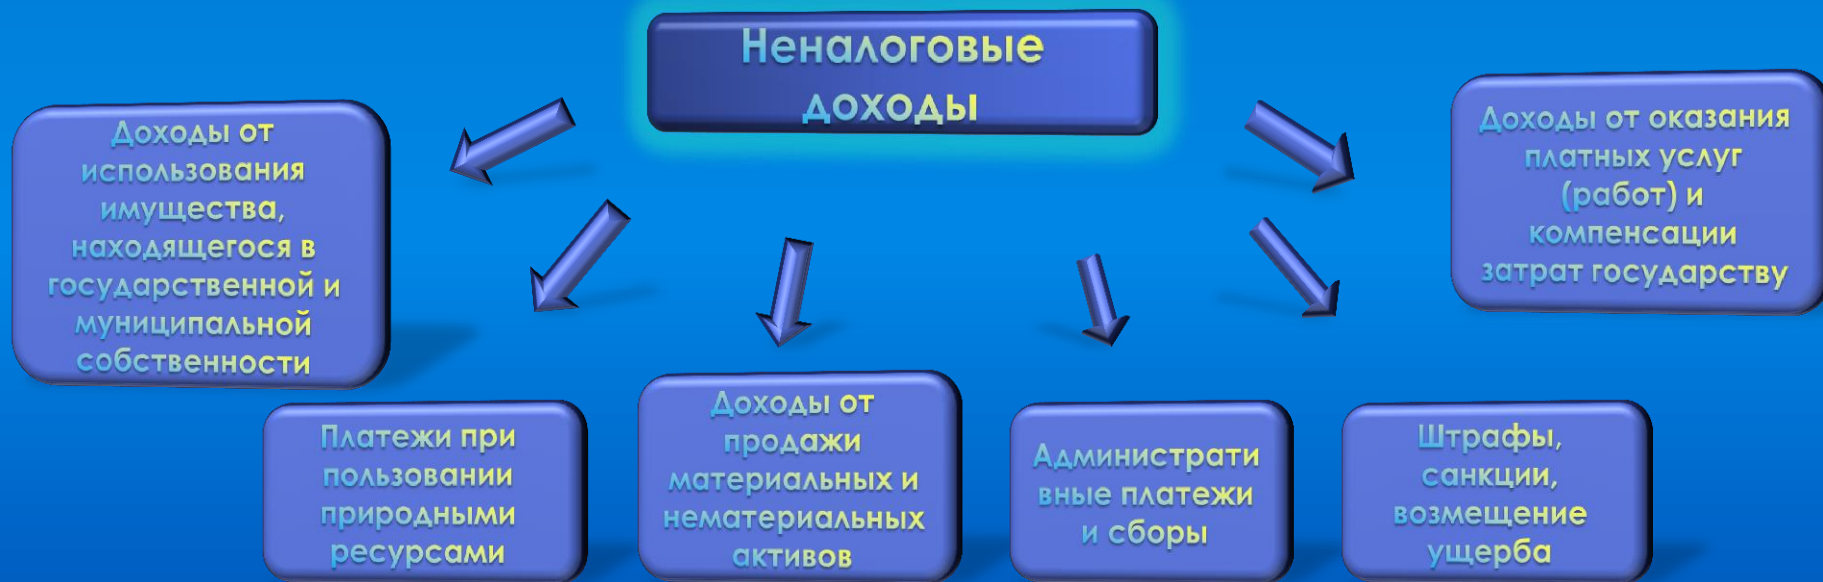 Неналоговые
доходы
Доходы от
использования
имущества,
находящегося в
государственной и
муниципальной
собственности
Доходы от оказания
платных услуг
(работ) и
компенсации
затрат государству
Платежи при
пользовании
природными
ресурсами
Доходы от
продажи
материальных и
нематериальных
активов
Администрати
вные платежи
и сборы
Штрафы,
санкции,
возмещение
ущерба